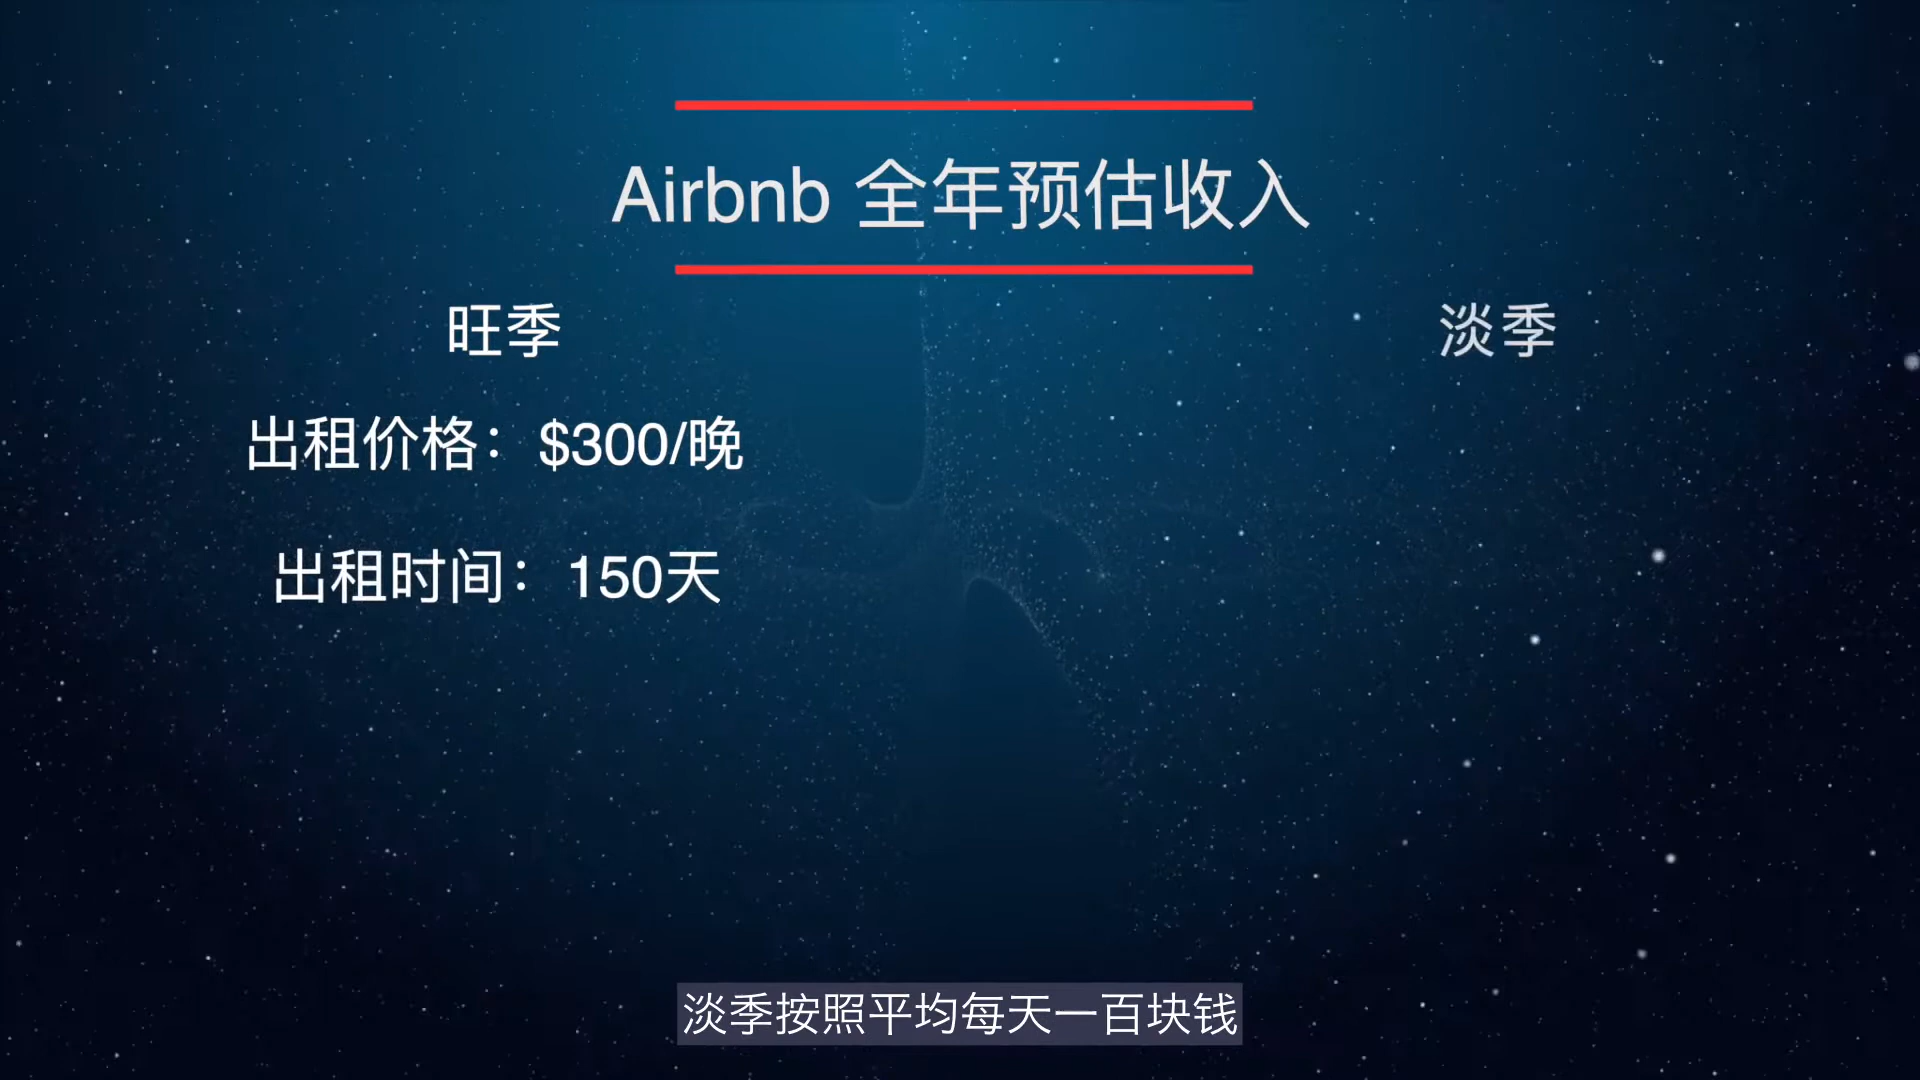 Airbnb 全年预估收入
旺季
淡季
出租价格：$300/晚
出租时间：150天
淡季按照平均每天一百块钱